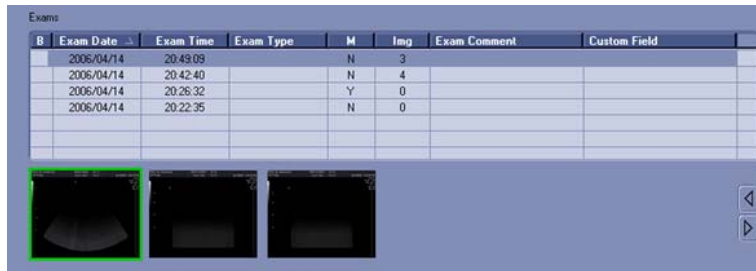 Exams
B Exam Date Exam Time Exam Type M Img Exam Comment Custom Field
2006/04/14 20:49:09 N 3
2006/04/14 20:42:40 N 4
2006/04/14 20:26:32 Y 0
2006/04/14 20:22:35 N 0